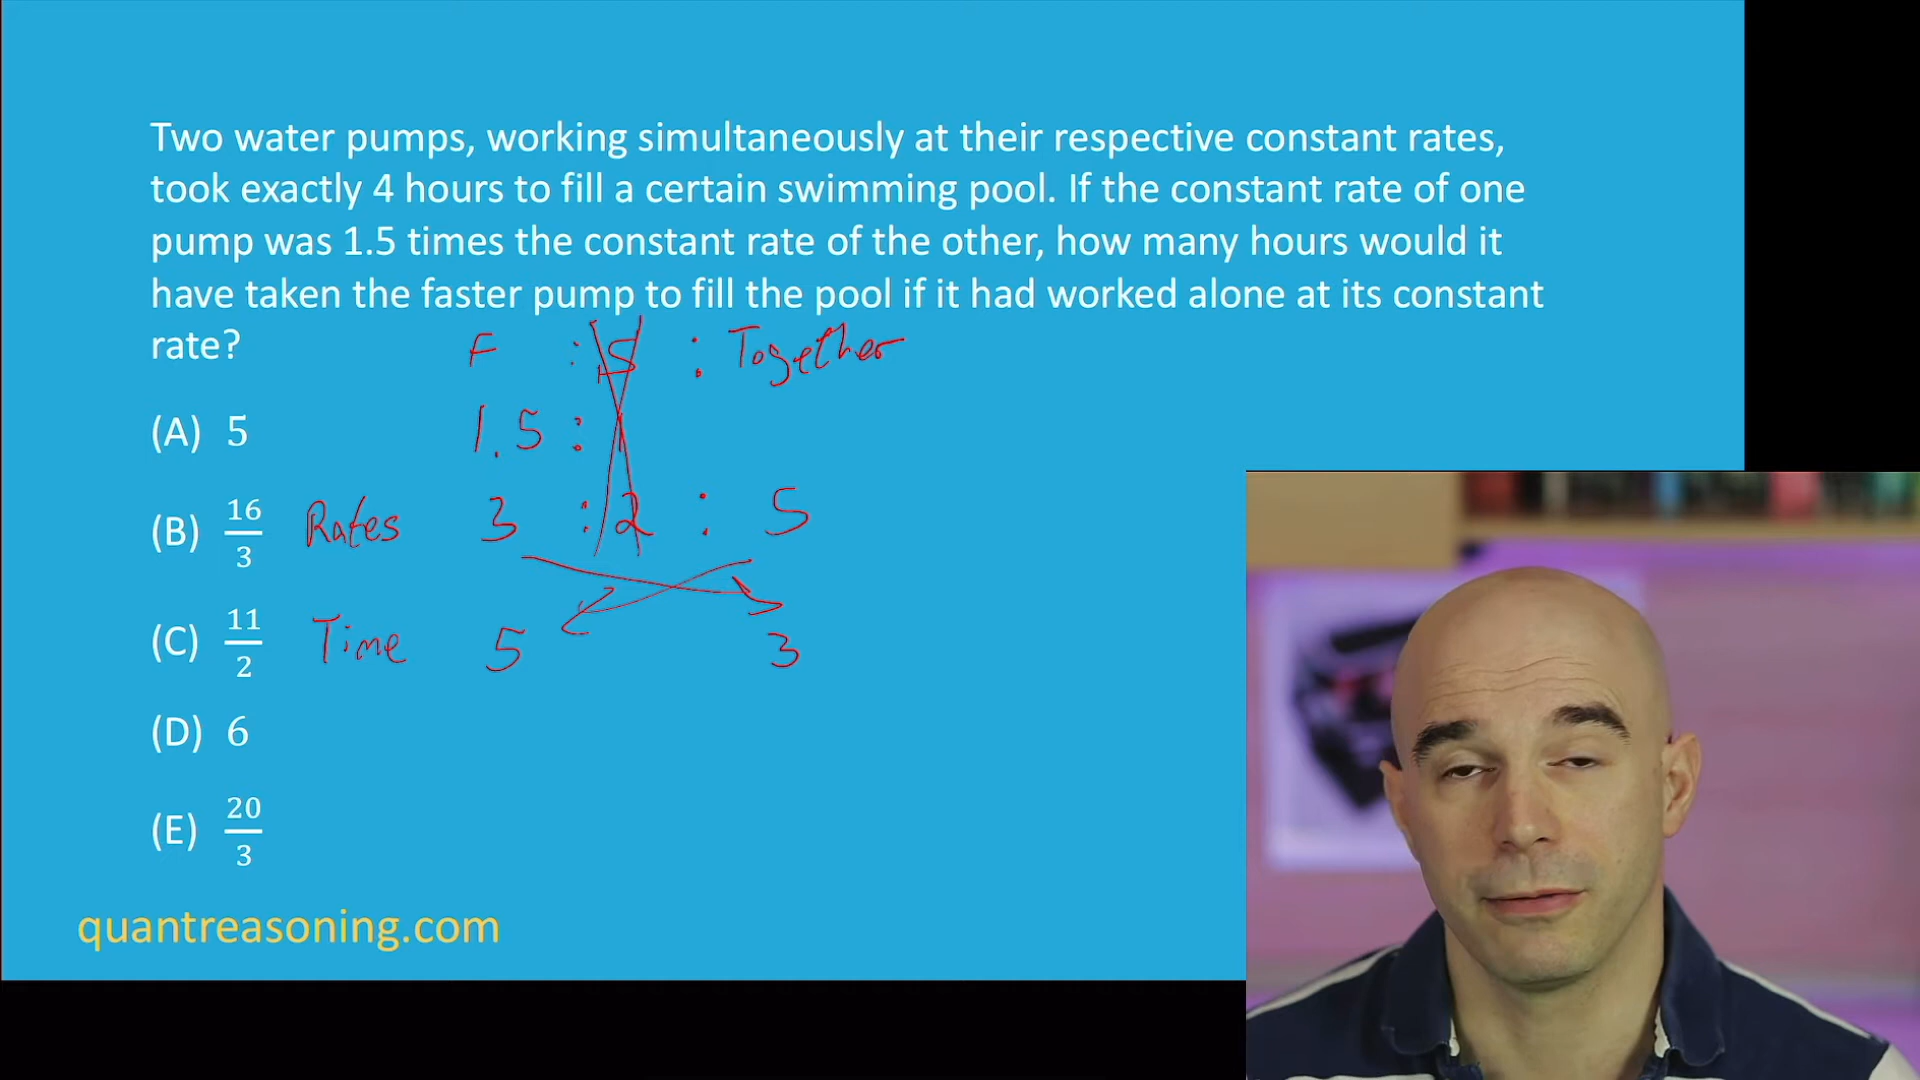 Two water pumps, working simultaneously at their respective constant rates,
took exactly 4 hours to fill a certain swimming pool. If the constant rate of one
pump was 1.5 times the constant rate of the other, how many hours would it
have taken the faster pump to fill the pool if it had worked alone at its constant
rate?
F : S : Together
1.5 : 1
(A) 5
(B) 16/3
Rates 3 : 2 : 5
(C) 11/2
Time 5 3
(D) 6
(E) 20/3
quantreasoning.com